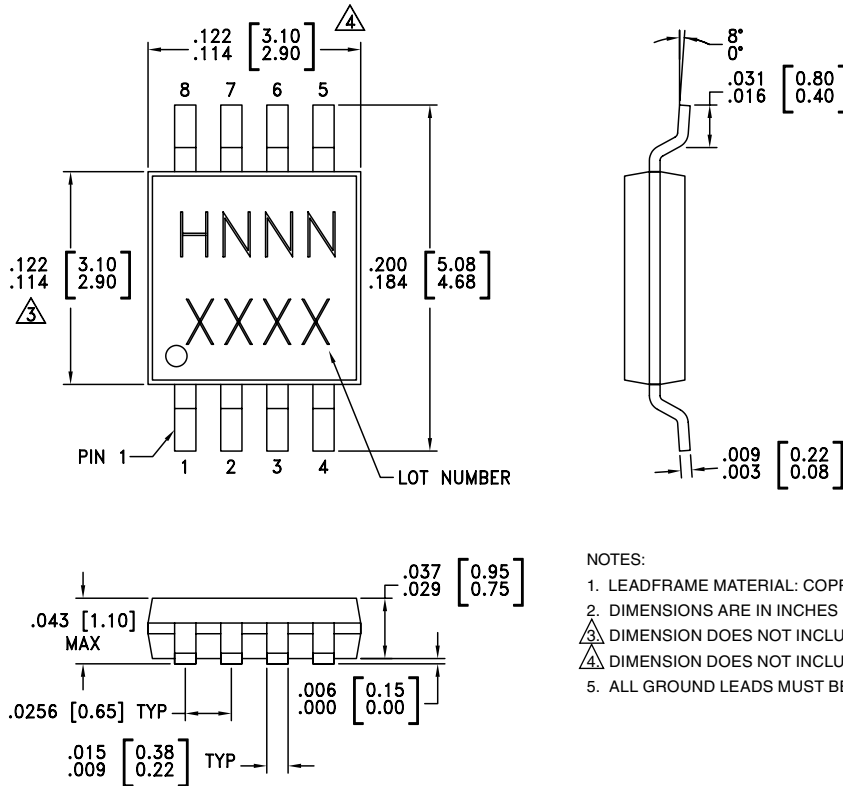 .122 [3.10]
.114 [2.90]
4
8 7 6 5
HNNN
XXXX
.122 [3.10]
.114 [2.90]
3
.200 [5.08]
.184 [4.68]
PIN 1
1 2 3 4
LOT NUMBER
8°
0°
.031 [0.80]
.016 [0.40]
.009 [0.22]
.003 [0.08]
.043 [1.10]
MAX
.037 [0.95]
.029 [0.75]
.0256 [0.65] TYP
.006 [0.15]
.000 [0.00]
.015 [0.38]
.009 [0.22]
TYP
NOTES:
1. LEADFRAME MATERIAL:
2. DIMENSIONS ARE IN INCHES
3. DIMENSION DOES NOT
4. DIMENSION DOES NOT
5. ALL GROUND LEADS MUST